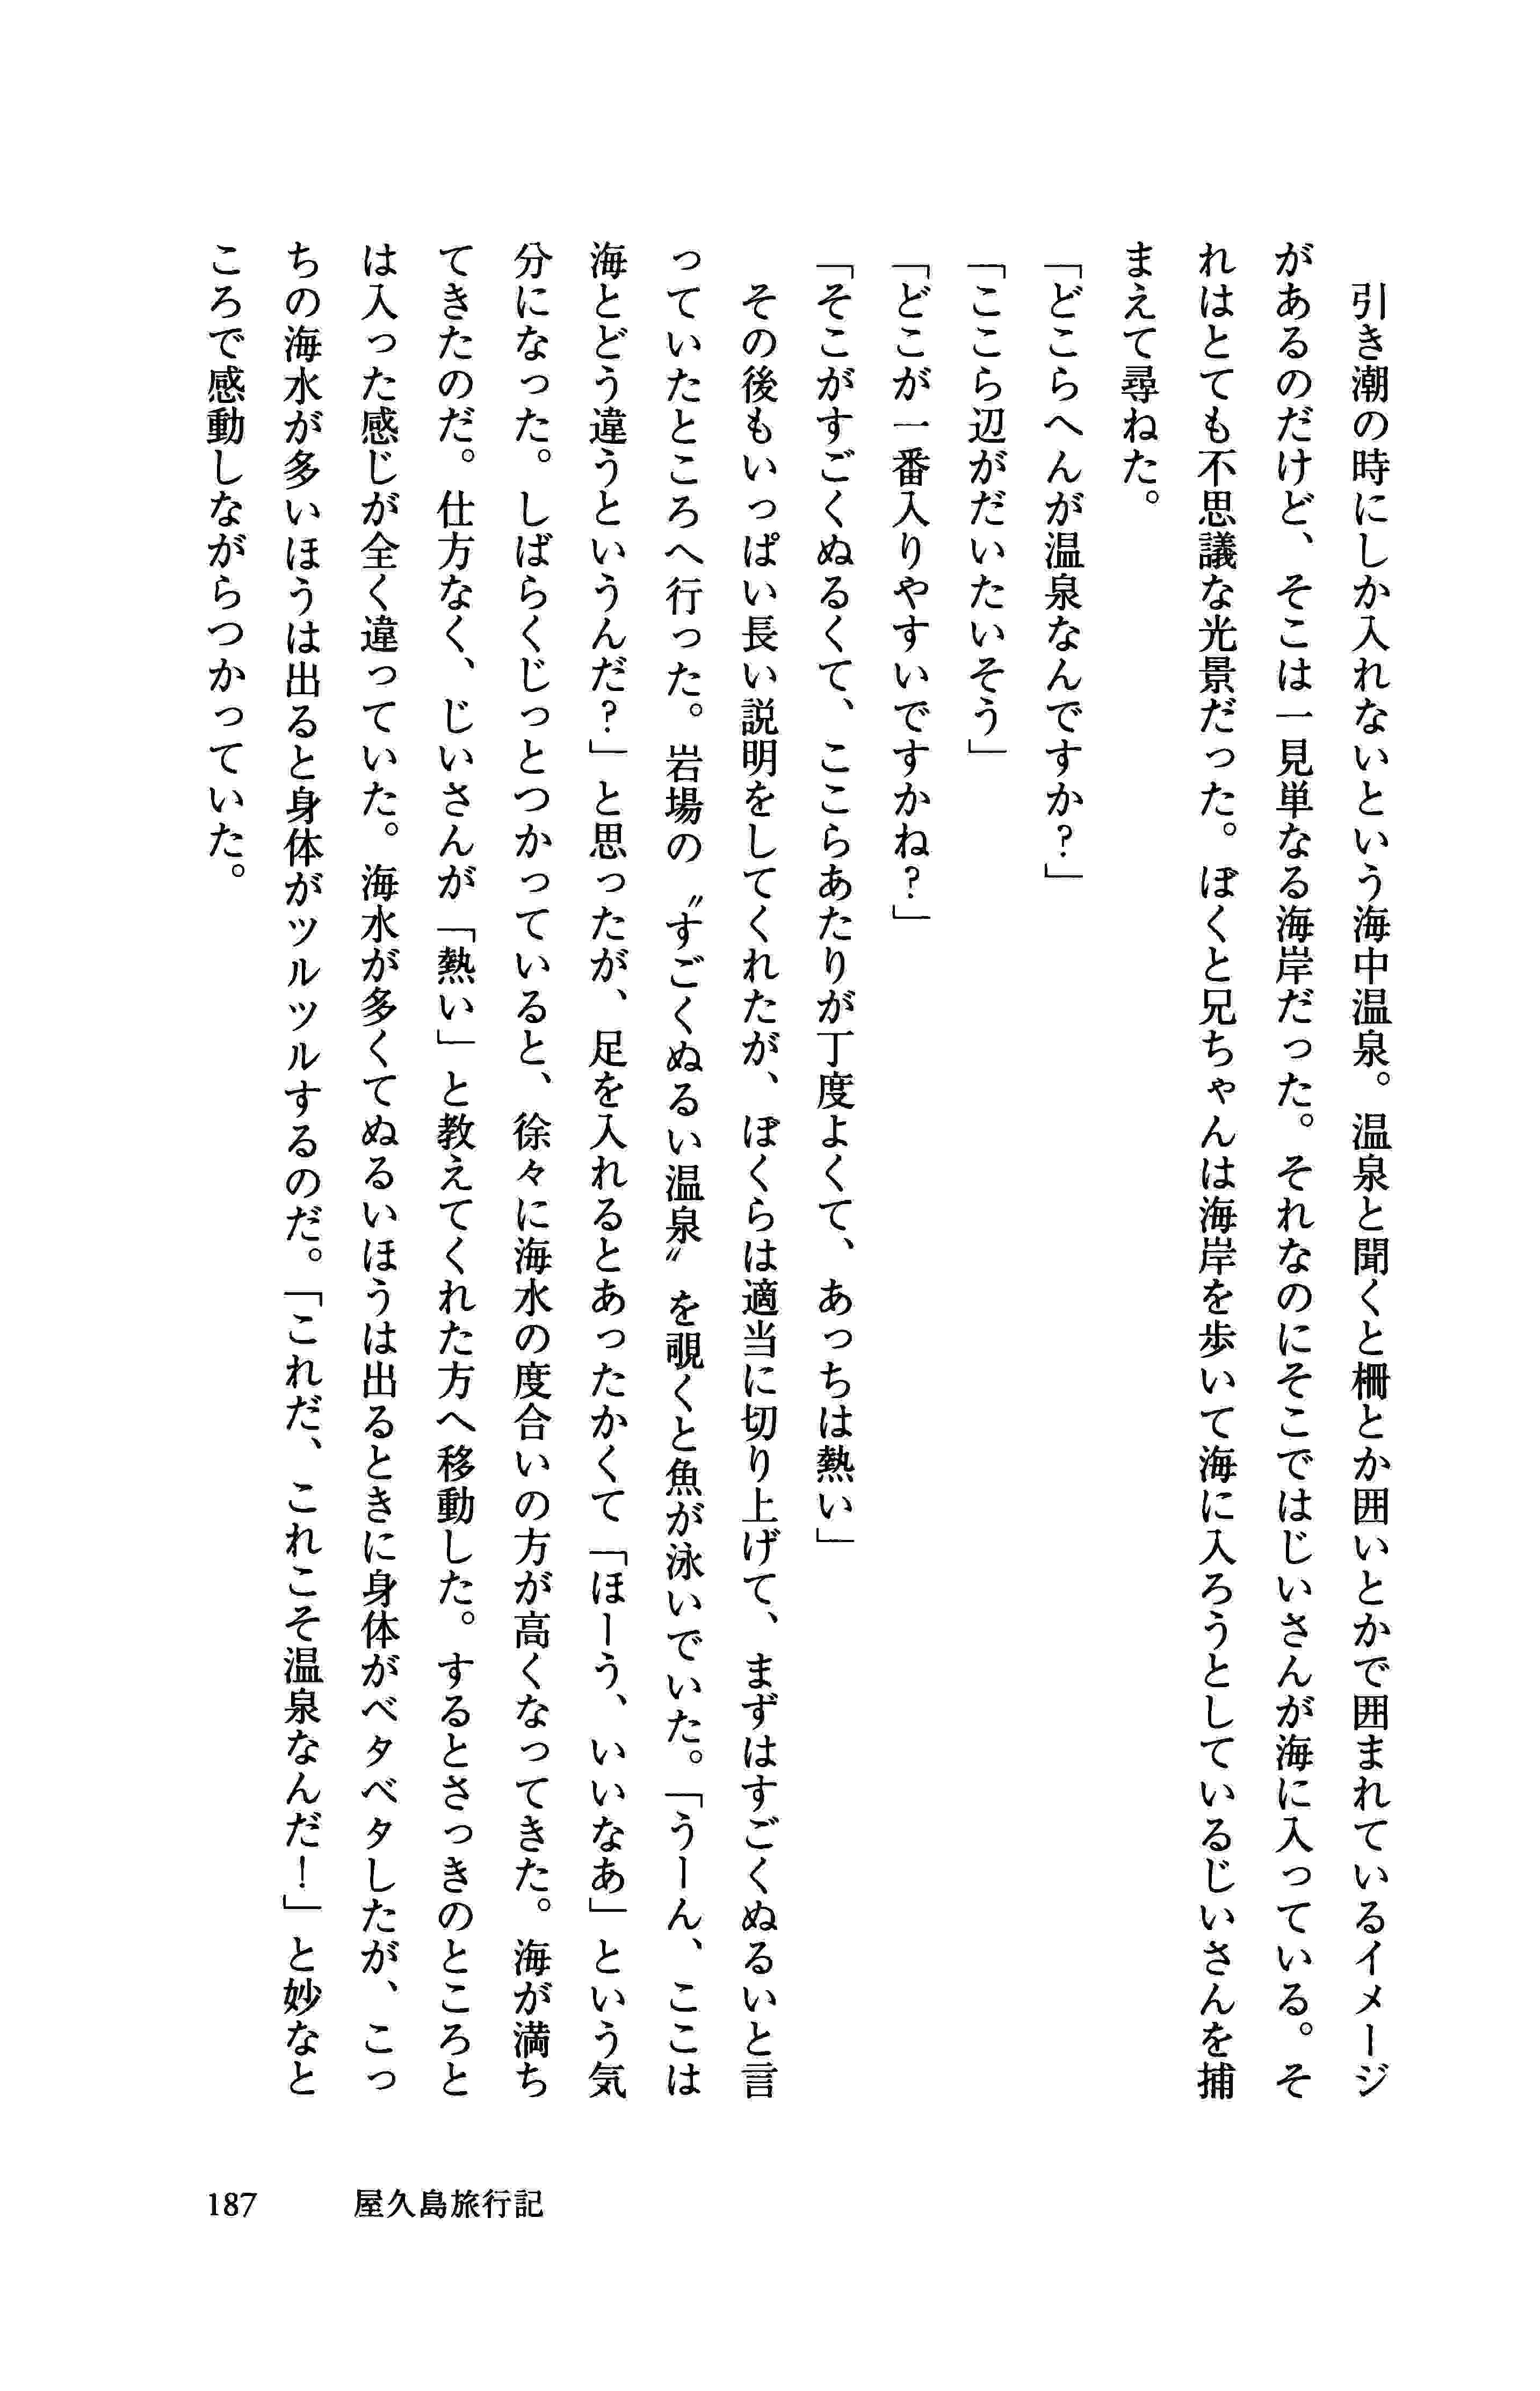 引き潮の時にしか入れないという海中温泉。温泉と聞くと柵とか囲いとかで囲まれているイメージ
があるのだけど、そこは一見単なる海岸だった。それなのにそこではじいさんが海に入っている。そ
れはとても不思議な光景だった。ぼくと兄ちゃんは海岸を歩いて海に入ろうとしているじいさんを捕
まえて尋ねた。
「どこらへんが温泉なんですか？」
「ここら辺がだいたいそう」
「どこが一番入りやすいですかね？」
「そこがすごくぬるくて、ここらあたりが丁度よくて、あっちは熱い」
　その後もいっぱい長い説明をしてくれたが、ぼくらは適当に切り上げて、まずはすごくぬるいと言
っていたところへ行った。岩場の〝すごくぬるい温泉〟を覗くと魚が泳いでいた。「うーん、ここは
海とどう違うというんだ？」と思ったが、足を入れるとあったかくて「ほーう、いいなあ」という気
分になった。しばらくじっとつかっていると、徐々に海水の度合いの方が高くなってきた。海が満ち
てきたのだ。仕方なく、じいさんが「熱い」と教えてくれた方へ移動した。するとさっきのところと
は入った感じが全く違っていた。海水が多くてぬるいほうは出るときに身体がベタベタしたが、こっ
ちの海水が多いほうは出ると身体がツルツルするのだ。「これだ、これこそ温泉なんだ！」と妙なと
ころで感動しながらつかっていた。
187　屋久島旅行記